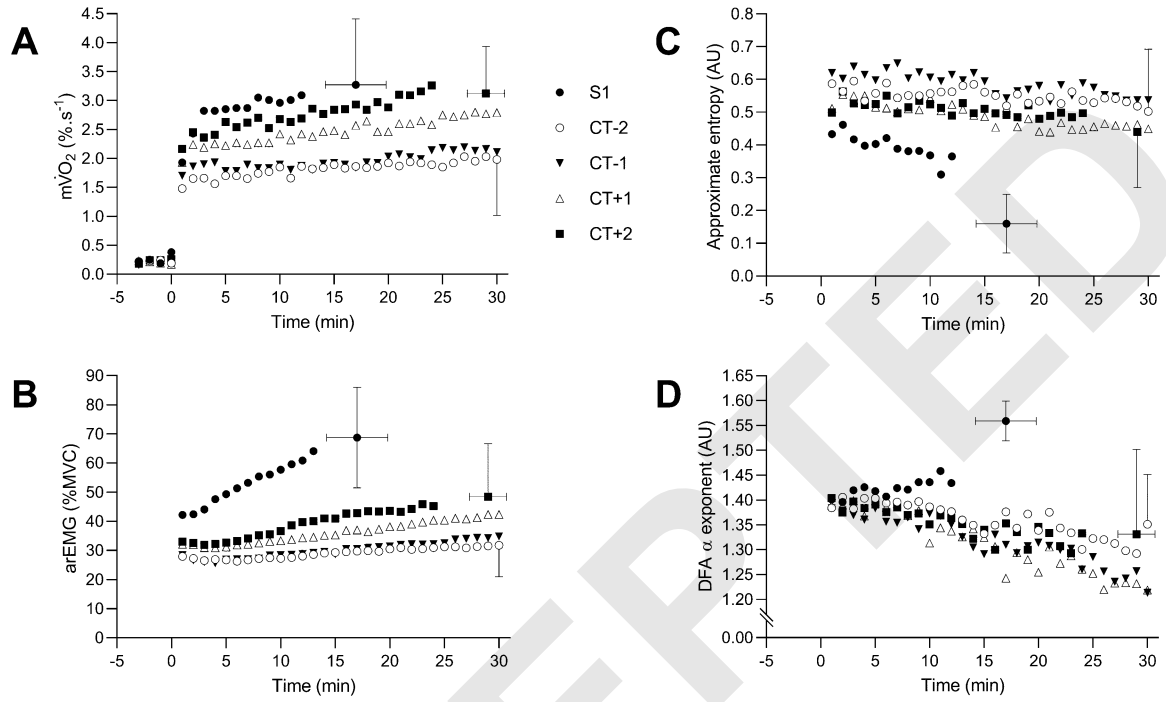 A
4.5
4.0
3.5
3.0
2.5
2.0
1.5
1.0
0.5
0.0
mV̇O₂ (%.s⁻¹)
-5 0 5 10 15 20 25 30
Time (min)
S1
CT-2
CT-1
CT+1
CT+2
C
0.8
0.7
0.6
0.5
0.4
0.3
0.2
0.1
0.0
Approximate entropy (AU)
-5 0 5 10 15 20 25 30
Time (min)
B
90
80
70
60
50
40
30
20
10
0
arEMG (%MVC)
-5 0 5 10 15 20 25 30
Time (min)
D
1.65
1.60
1.55
1.50
1.45
1.40
1.35
1.30
1.25
1.20
0.00
DFA α exponent (AU)
-5 0 5 10 15 20 25 30
Time (min)
EPTED